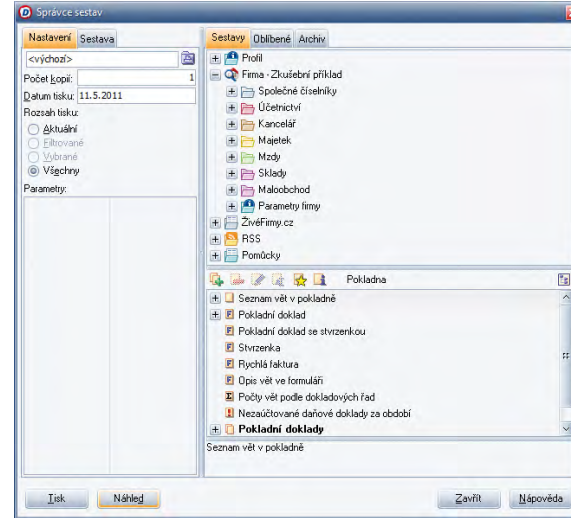 Správce sestav
Nastavení Sestava
<výchozí>
Počet kopií: 1
Datum tisku: 11.5.2011
Rozsah tisku:
Aktuální
Filtrované
Vybrané
Všechny
Parametry:
Sestavy Oblíbené Archiv
Profil
Firma - Zkušební příklad
Společné číselníky
Účetnictví
Kancelář
Majetek
Mzdy
Sklady
Maloobchod
Parametry firmy
ŽivéFirmy.cz
RSS
Pomůcky
Pokladna
Seznam vět v pokladně
Pokladní doklad
Pokladní doklad se stvrzenkou
Stvrzenka
Rychlá faktura
Opis vět ve formuláři
Počty vět podle dokladových řad
Nezaúčtované daňové doklady za období
Pokladní doklady
Seznam vět v pokladně
Tisk Náhled Zavřít Nápověda